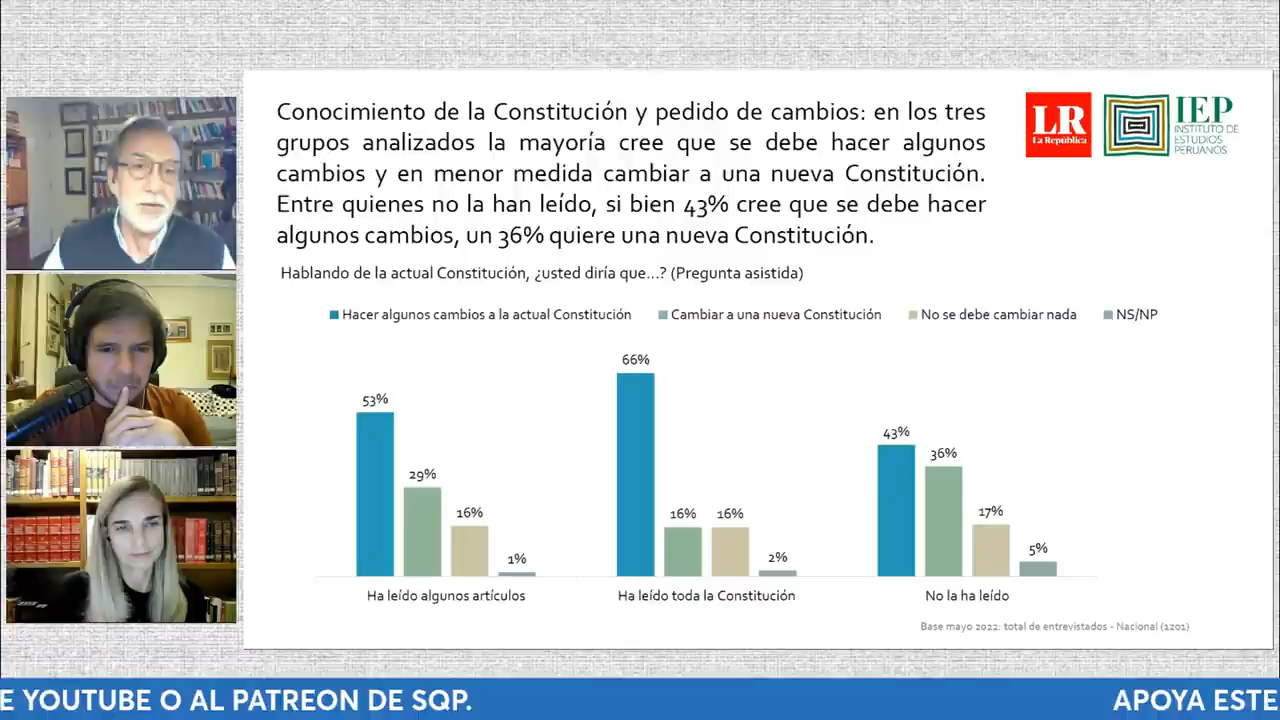 Conocimiento de la Constitución y pedido de cambios: en los tres
grupos analizados la mayoría cree que se debe hacer algunos
cambios y en menor medida cambiar a una nueva Constitución.
Entre quienes no la han leído, si bien 43% cree que se debe hacer
algunos cambios, un 36% quiere una nueva Constitución.
LR
La República
IEP
INSTITUTO DE
ESTUDIOS
PERUANOS
Hablando de la actual Constitución, ¿usted diría que...? (Pregunta asistida)
Hacer algunos cambios a la actual Constitución Cambiar a una nueva Constitución No se debe cambiar nada NS/NP
53% 29% 16% 1%
66% 16% 16% 2%
43% 36% 17% 5%
Ha leído algunos artículos Ha leído toda la Constitución No la ha leído
Base mayo 2022: total de entrevistados - Nacional (1201)
E YOUTUBE O AL PATREON DE SQP. APOYA ESTE